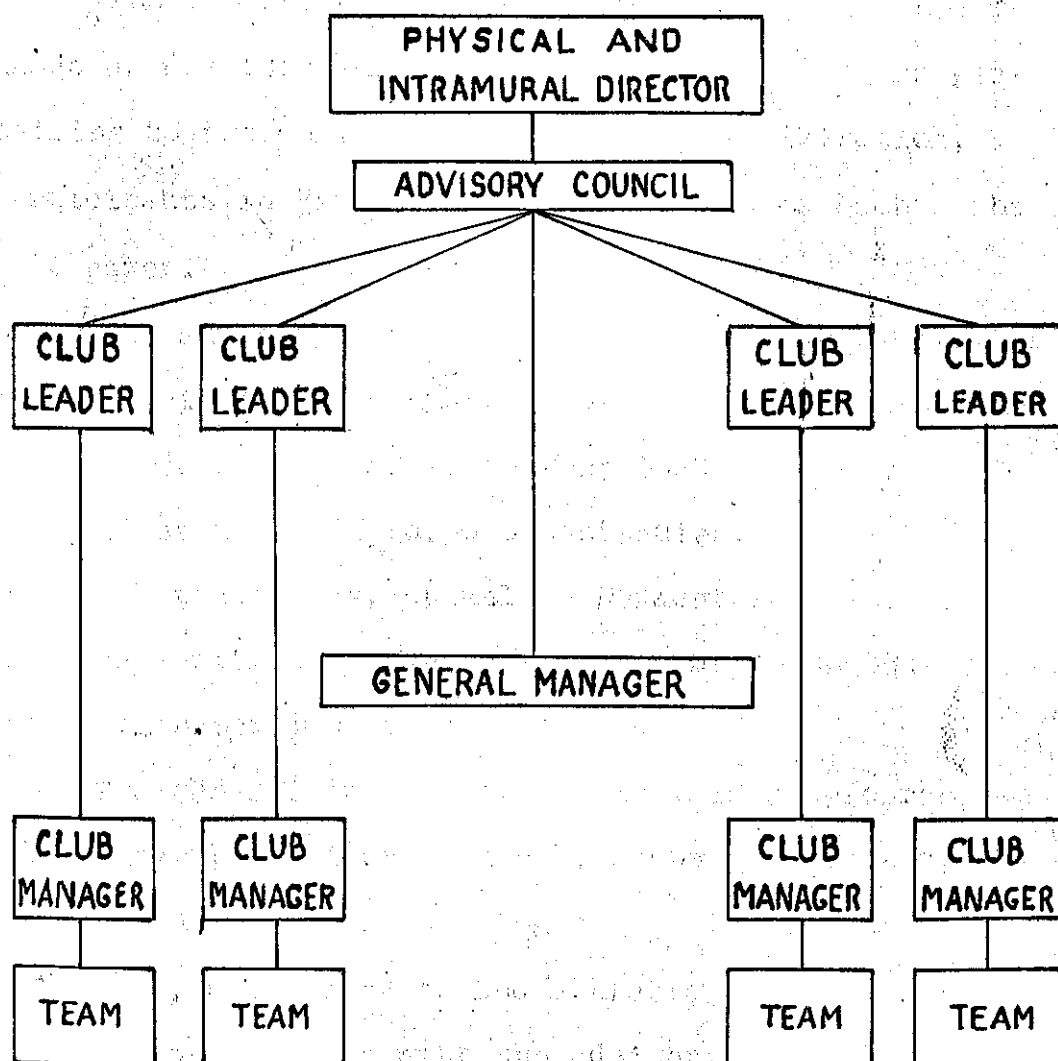 PHYSICAL AND
INTRAMURAL DIRECTOR
ADVISORY COUNCIL
CLUB
LEADER
CLUB
LEADER
CLUB
LEADER
CLUB
LEADER
GENERAL MANAGER
CLUB
MANAGER
CLUB
MANAGER
CLUB
MANAGER
CLUB
MANAGER
TEAM
TEAM
TEAM
TEAM